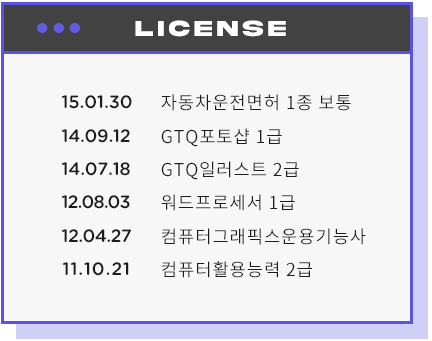 LICENSE
15.01.30 자동차운전면허 1종 보통
14.09.12 GTQ포토샵 1급
14.07.18 GTQ일러스트 2급
12.08.03 워드프로세서 1급
12.04.27 컴퓨터그래픽스운용기능사
11.10.21 컴퓨터활용능력 2급